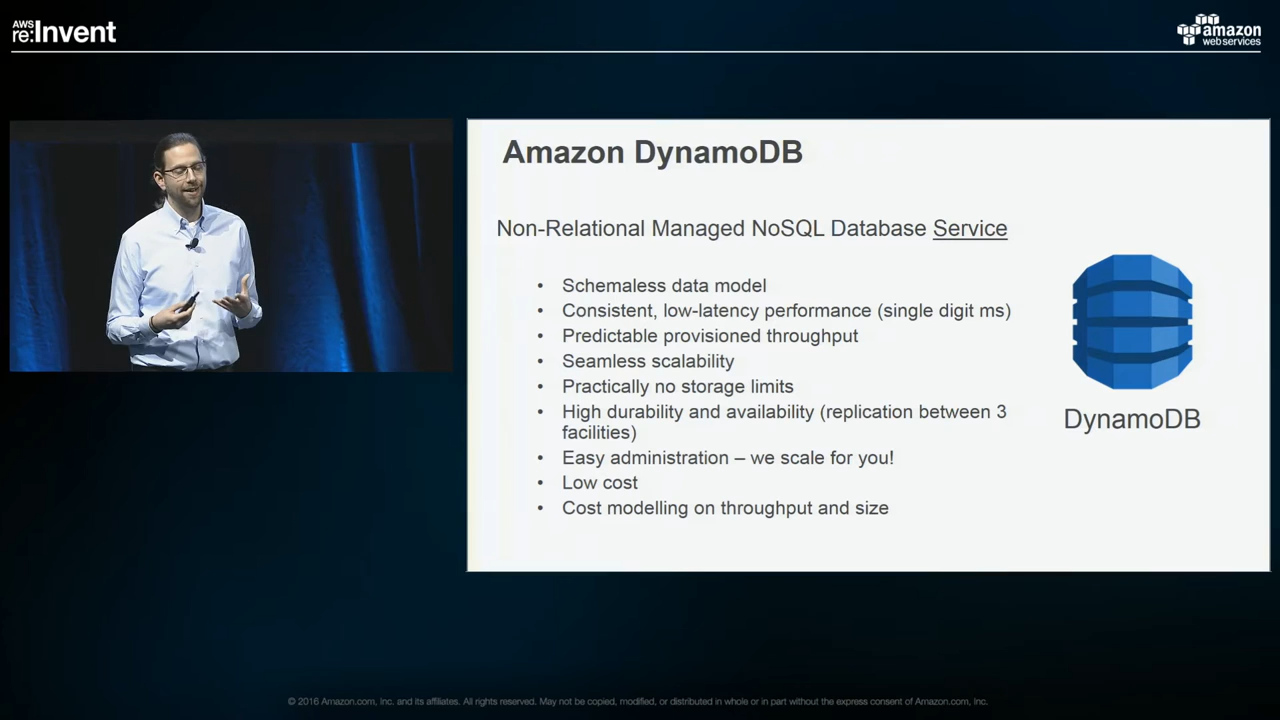 AWS
re:Invent
amazon
webservices
Amazon DynamoDB
Non-Relational Managed NoSQL Database Service
• Schemaless data model
• Consistent, low-latency performance (single digit ms)
• Predictable provisioned throughput
• Seamless scalability
• Practically no storage limits
• High durability and availability (replication between 3
facilities)
• Easy administration – we scale for you!
• Low cost
• Cost modelling on throughput and size
DynamoDB
© 2016 Amazon.com, Inc. and its affiliates. All rights reserved. May not be copied, modified, or distributed in whole or in part without the express consent of Amazon.com, Inc.